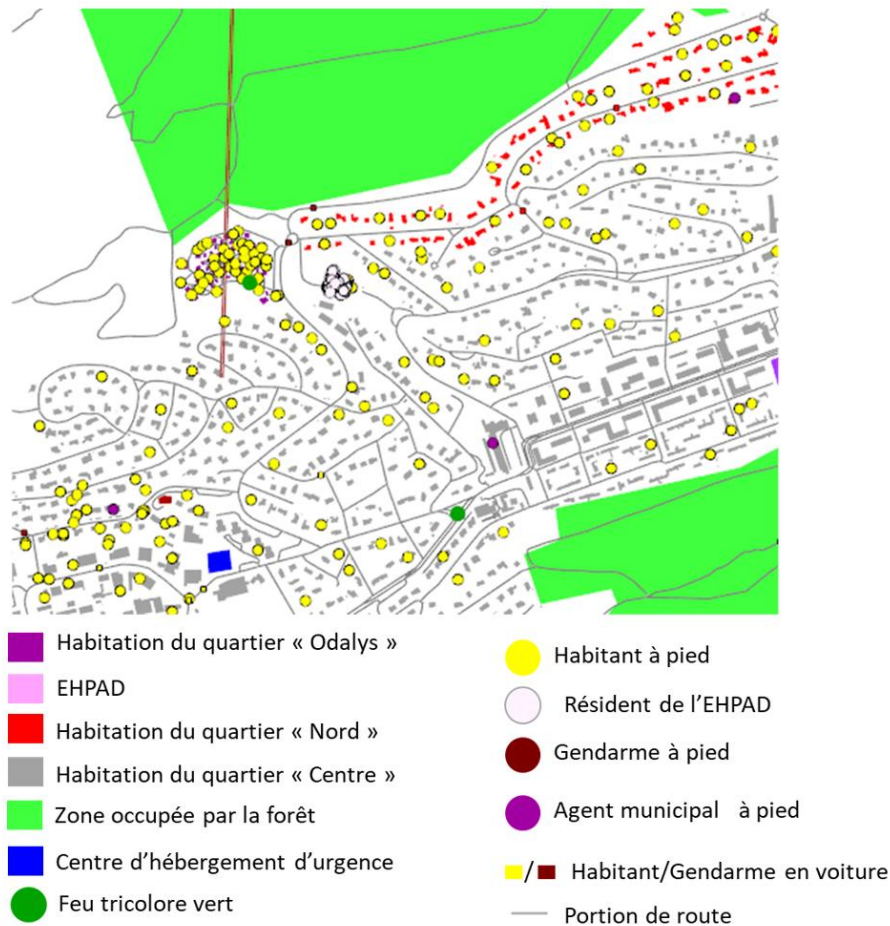 Habitation du quartier « Odalys »
EHPAD
Habitation du quartier « Nord »
Habitation du quartier « Centre »
Zone occupée par la forêt
Centre d’hébergement d’urgence
Feu tricolore vert
Habitant à pied
Résident de l’EHPAD
Gendarme à pied
Agent municipal à pied
/ Habitant/Gendarme en voiture
Portion de route